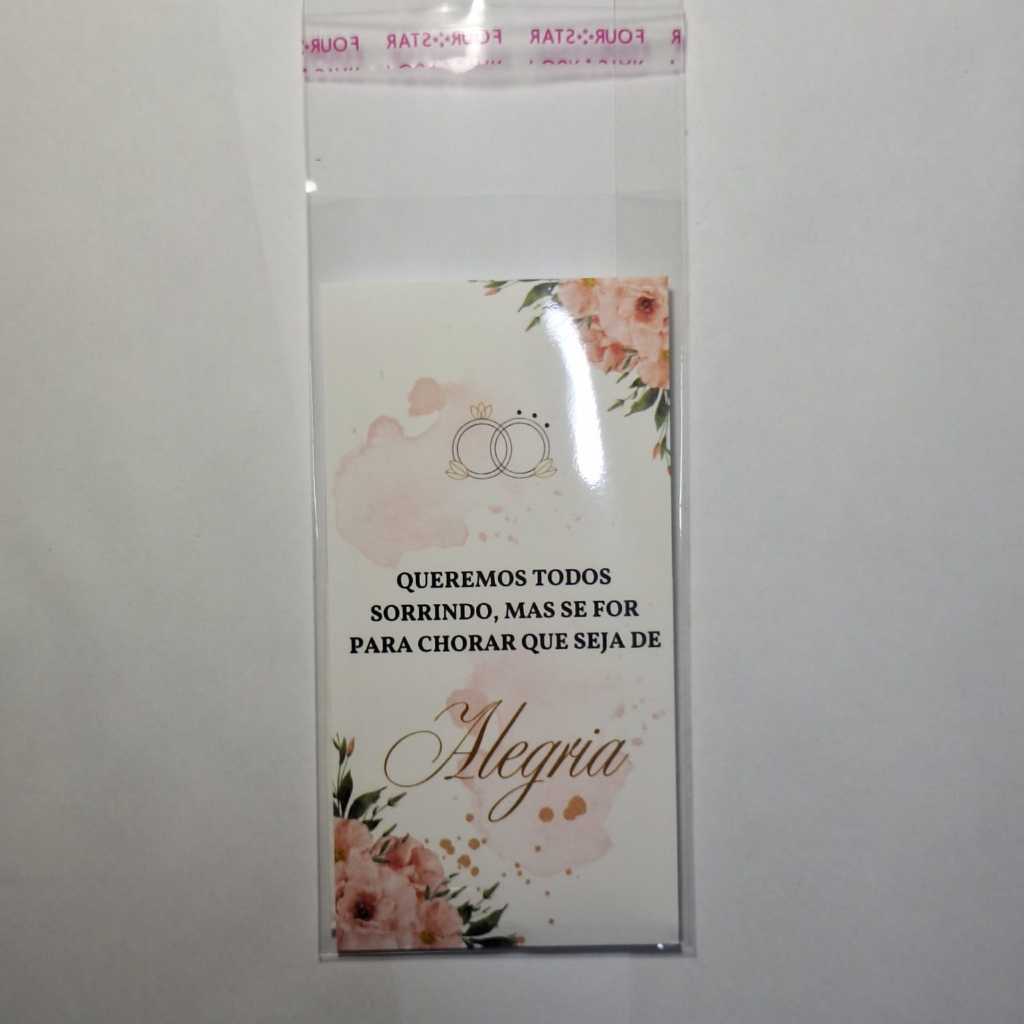 FOUR STAR FOUR STAR FOUR
QUEREMOS TODOS
SORRINDO, MAS SE FOR
PARA CHORAR QUE SEJA DE
Alegria